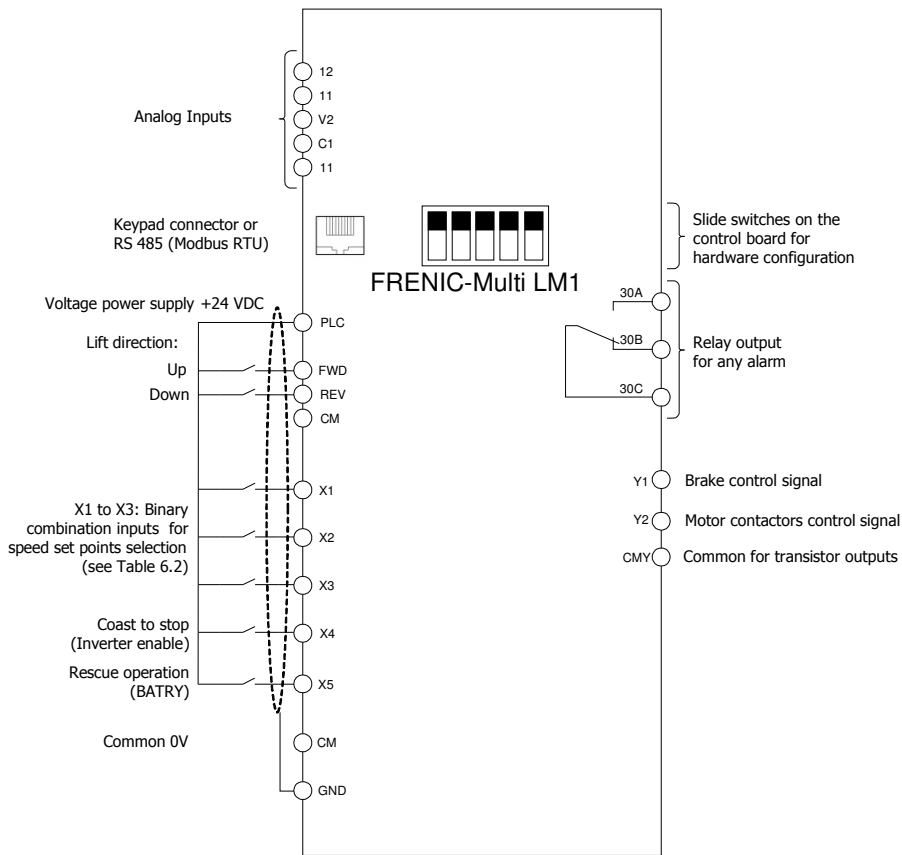 12
11
V2
C1
11
Analog Inputs
Keypad connector or
RS 485 (Modbus RTU)
FRENIC-Multi LM1
Slide switches on the
control board for
hardware configuration
Voltage power supply +24 VDC
PLC
Lift direction:
Up
FWD
Down
REV
CM
30A
30B
30C
Relay output
for any alarm
X1
X1 to X3: Binary
combination inputs for
speed set points selection
(see Table 6.2)
X2
X3
Y1
Brake control signal
Y2
Motor contactors control signal
CMY
Common for transistor outputs
Coast to stop
(Inverter enable)
X4
Rescue operation
(BATRY)
X5
Common 0V
CM
GND